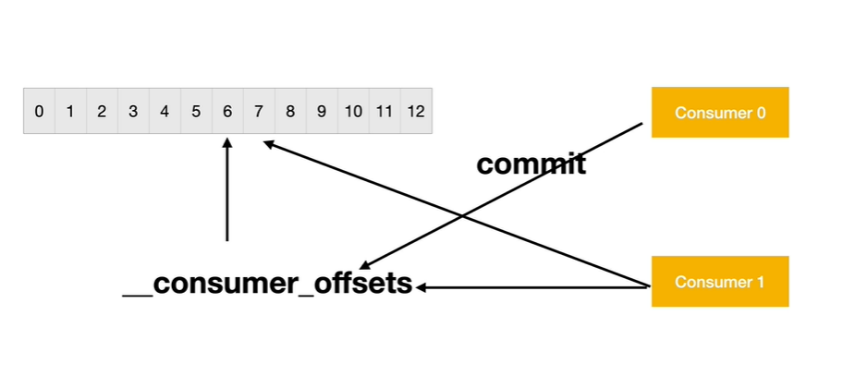 0 1 2 3 4 5 6 7 8 9 10 11 12
Consumer 0
commit
__consumer_offsets
Consumer 1